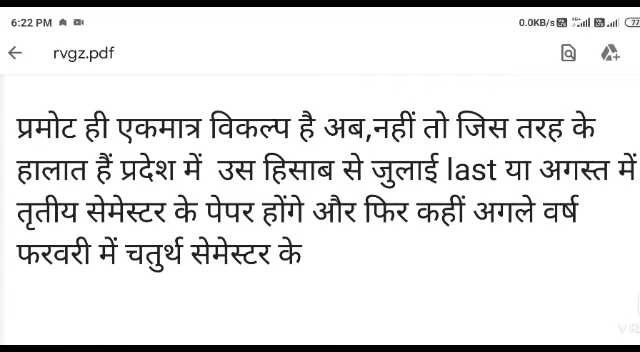 6:22 PM
0.0KB/s
rvgz.pdf
प्रमोट ही एकमात्र विकल्प है अब,नहीं तो जिस तरह के
हालात हैं प्रदेश में उस हिसाब से जुलाई last या अगस्त में
तृतीय सेमेस्टर के पेपर होंगे और फिर कहीं अगले वर्ष
फरवरी में चतुर्थ सेमेस्टर के